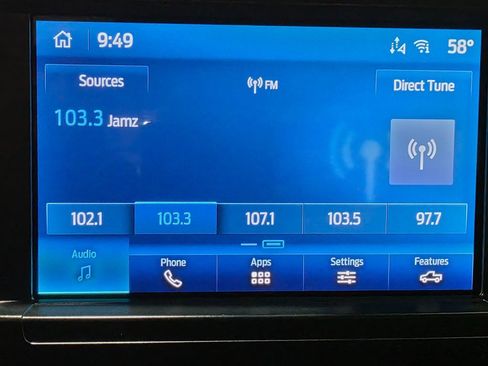 9:49
58°
Sources
FM
Direct Tune
103.3 Jamz
102.1 103.3 107.1 103.5 97.7
Audio Phone Apps Settings Features